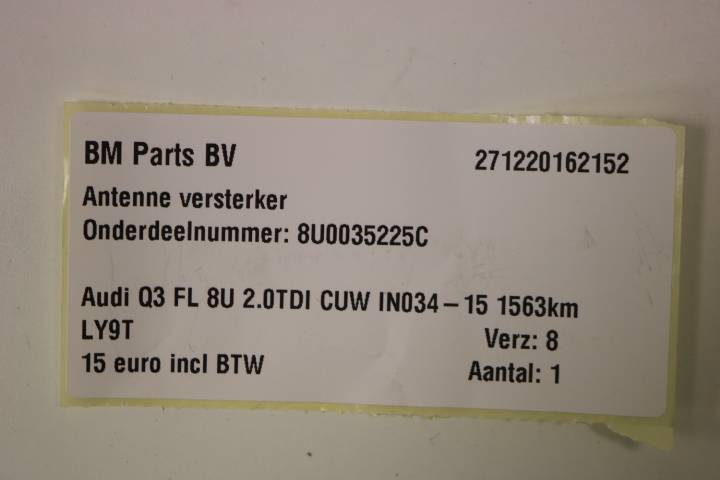 BM Parts BV 271220162152
Antenne versterker
Onderdeelnummer: 8U0035225C
Audi Q3 FL 8U 2.0TDI CUW IN034-15 1563km
LY9T Verz: 8
15 euro incl BTW Aantal: 1